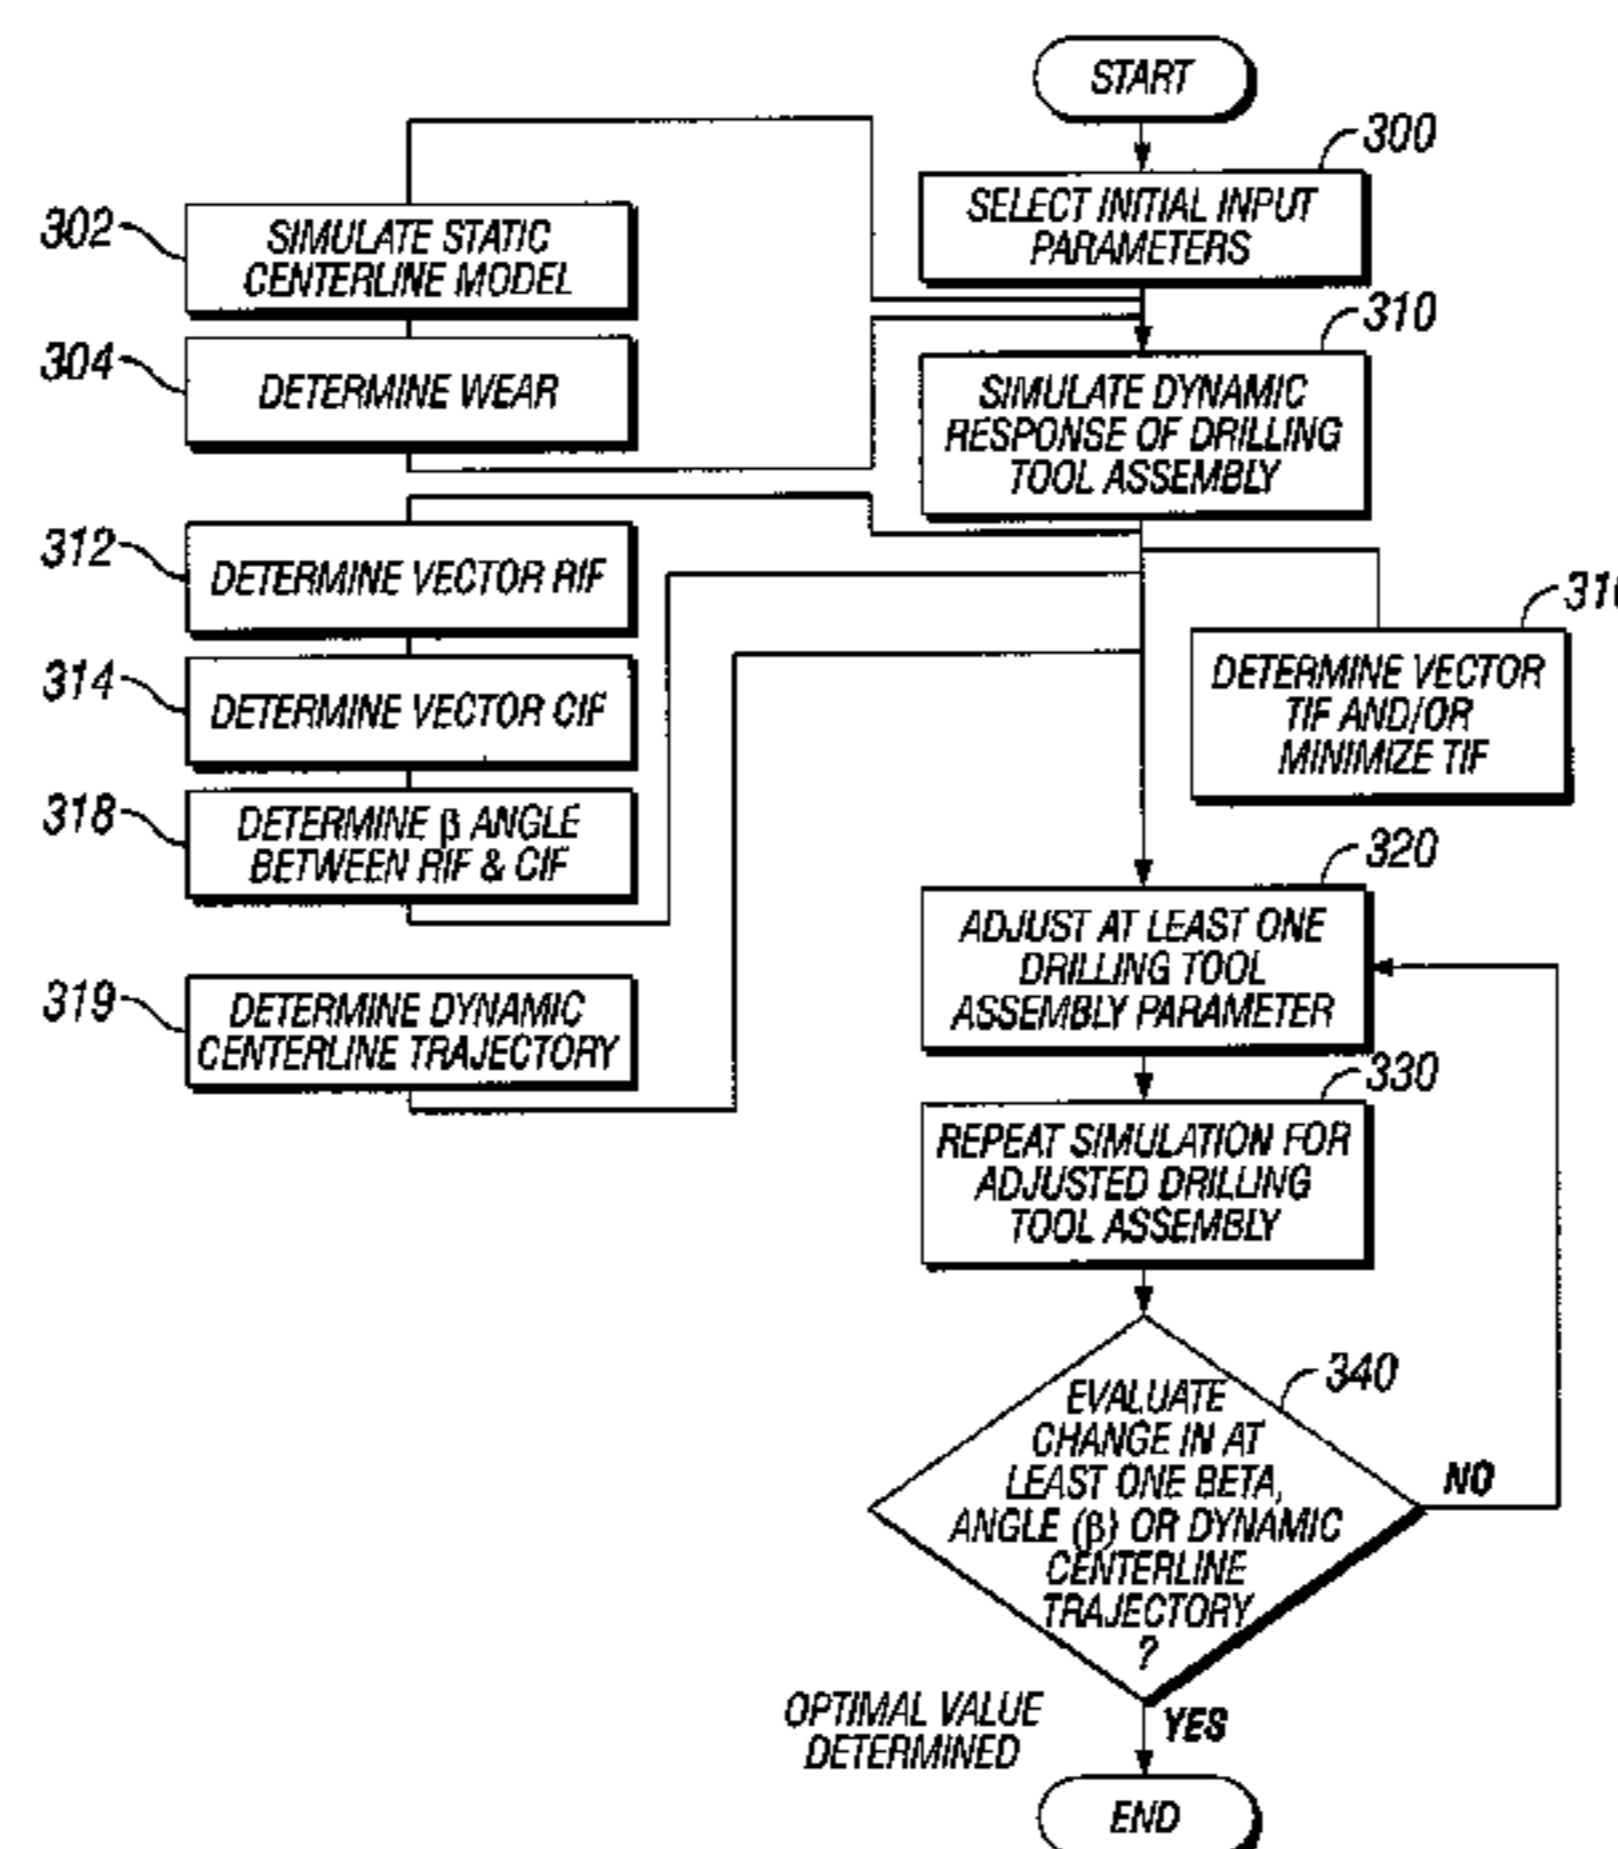 START
300
SELECT INITIAL INPUT
PARAMETERS
302
SIMULATE STATIC
CENTERLINE MODEL
304
DETERMINE WEAR
310
SIMULATE DYNAMIC
RESPONSE OF DRILLING
TOOL ASSEMBLY
312
DETERMINE VECTOR RIF
314
DETERMINE VECTOR CIF
DETERMINE VECTOR
TIF AND/OR
MINIMIZE TIF
318
DETERMINE β ANGLE
BETWEEN RIF & CIF
319
DETERMINE DYNAMIC
CENTERLINE TRAJECTORY
320
ADJUST AT LEAST ONE
DRILLING TOOL
ASSEMBLY PARAMETER
330
REPEAT SIMULATION FOR
ADJUSTED DRILLING
TOOL ASSEMBLY
340
EVALUATE
CHANGE IN AT
LEAST ONE BETA,
ANGLE (β) OR DYNAMIC
CENTERLINE
TRAJECTORY
?
NO
YES
OPTIMAL VALUE
DETERMINED
END